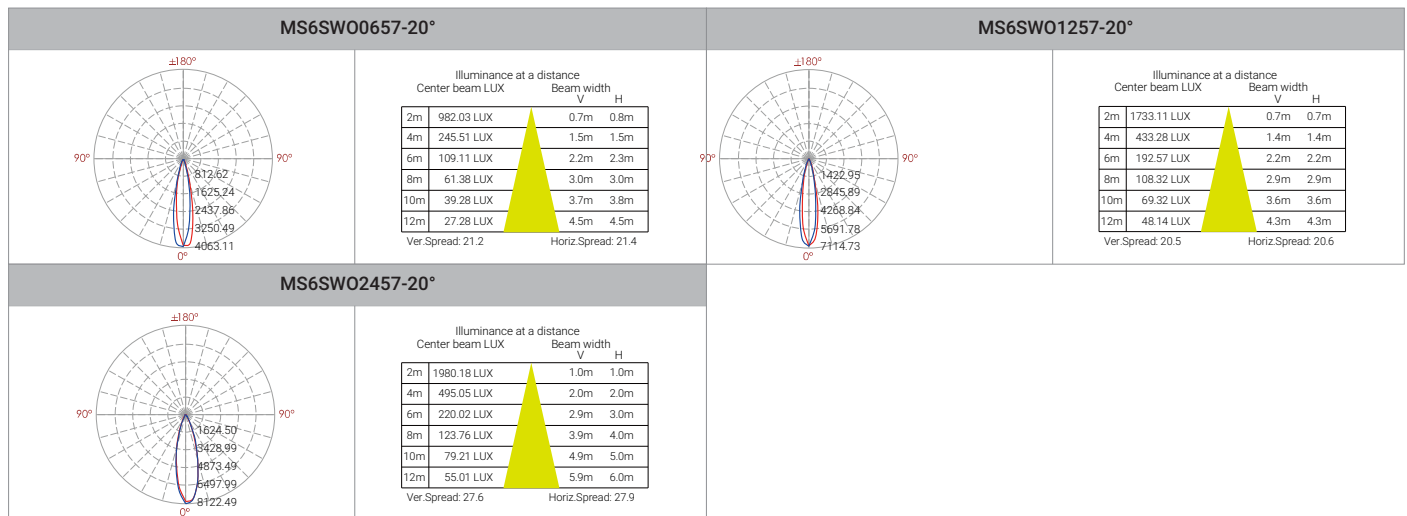 MS6SWO0657-20°
±180°
90°
90°
812.62
1625.24
2437.86
3250.49
4063.11
0°
Illuminance at a distance
Center beam LUX Beam width
V H
2m 982.03 LUX 0.7m 0.8m
4m 245.51 LUX 1.5m 1.5m
6m 109.11 LUX 2.2m 2.3m
8m 61.38 LUX 3.0m 3.0m
10m 39.28 LUX 3.7m 3.8m
12m 27.28 LUX 4.5m 4.5m
Ver.Spread: 21.2 Horiz.Spread: 21.4
MS6SWO1257-20°
±180°
90°
90°
1422.95
2845.89
4268.84
5691.78
7114.73
0°
Illuminance at a distance
Center beam LUX Beam width
V H
2m 1733.11 LUX 0.7m 0.7m
4m 433.28 LUX 1.4m 1.4m
6m 192.57 LUX 2.2m 2.2m
8m 108.32 LUX 2.9m 2.9m
10m 69.32 LUX 3.6m 3.6m
12m 48.14 LUX 4.3m 4.3m
Ver.Spread: 20.5 Horiz.Spread: 20.6
MS6SWO2457-20°
±180°
90°
90°
1624.50
3428.99
4873.49
6497.99
8122.49
0°
Illuminance at a distance
Center beam LUX Beam width
V H
2m 1980.18 LUX 1.0m 1.0m
4m 495.05 LUX 2.0m 2.0m
6m 220.02 LUX 2.9m 3.0m
8m 123.76 LUX 3.9m 4.0m
10m 79.21 LUX 4.9m 5.0m
12m 55.01 LUX 5.9m 6.0m
Ver.Spread: 27.6 Horiz.Spread: 27.9